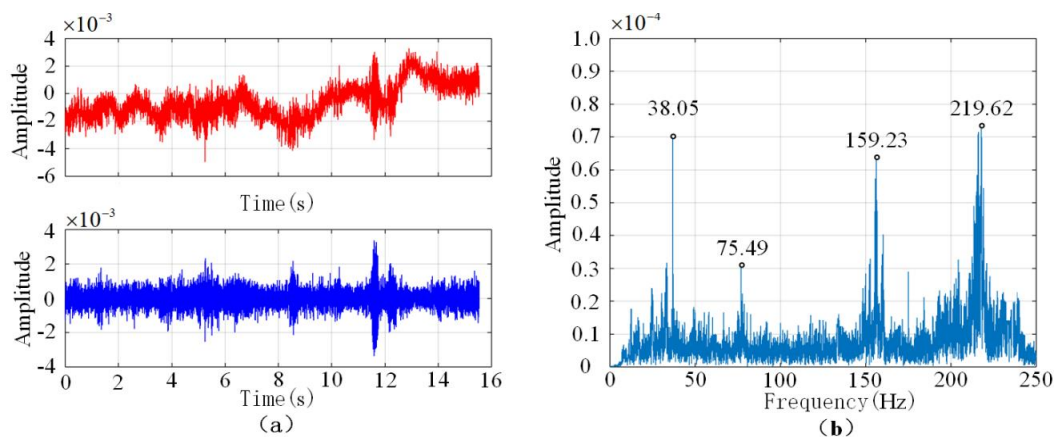 ×10⁻³
4
2
0
-2
-4
-6
Amplitude
Time(s)
×10⁻³
4
2
0
-2
-4
Amplitude
0 2 4 6 8 10 12 14 16
Time(s)
(a)
×10⁻⁴
1.0
0.9
0.8
0.7
0.6
0.5
0.4
0.3
0.2
0.1
0
Amplitude
38.05
75.49
159.23
219.62
0 50 100 150 200 250
Frequency(Hz)
(b)